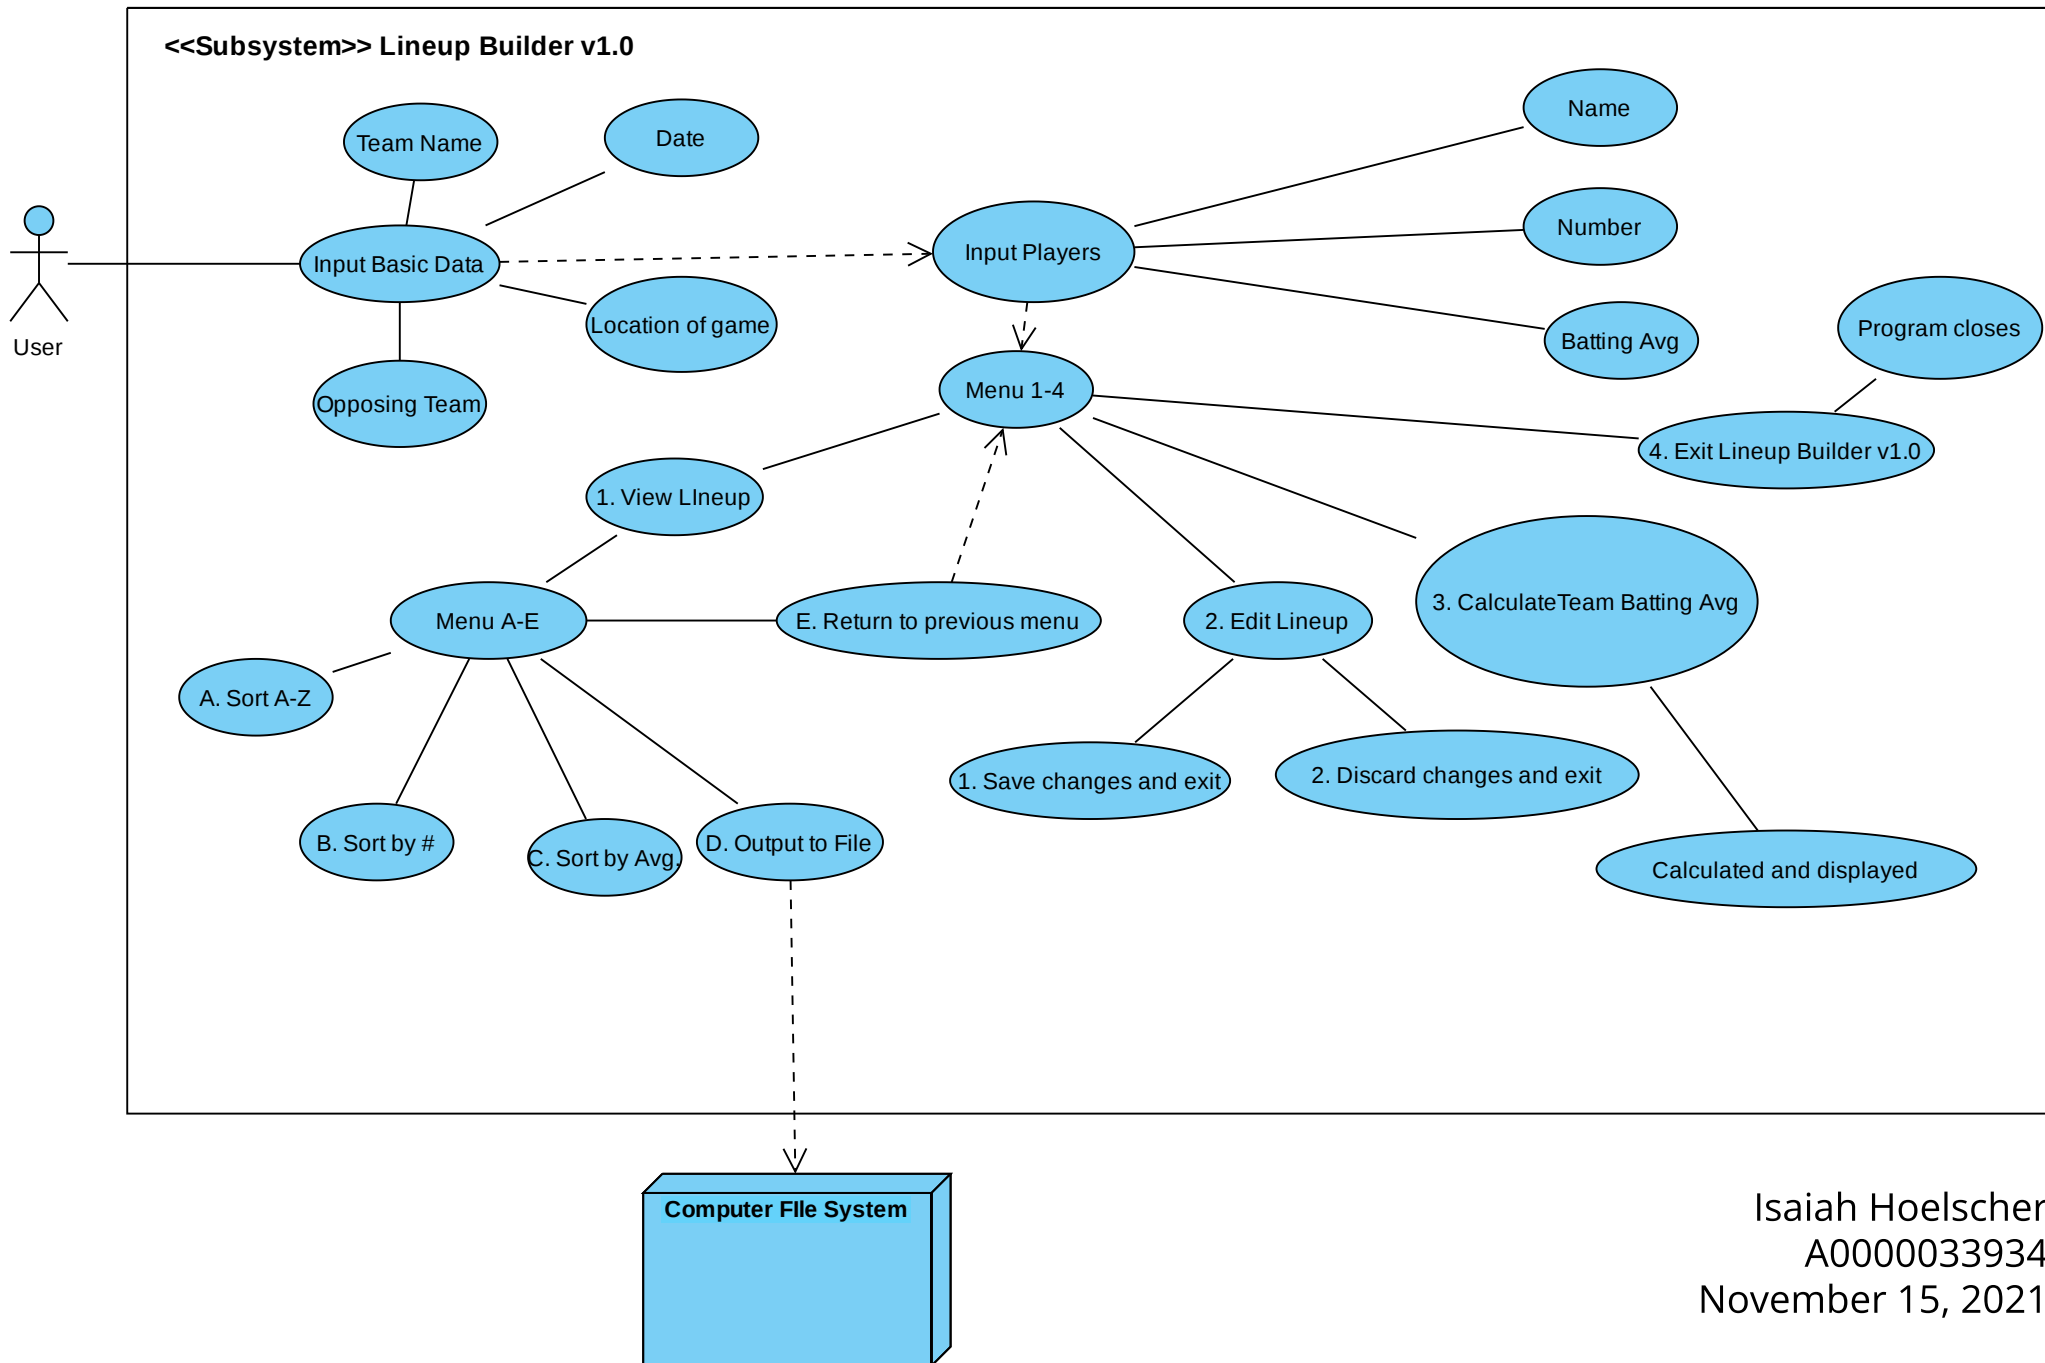 <<Subsystem>> Lineup Builder v1.0
Team Name
Date
Name
Number
Input Players
Input Basic Data
Location of game
Batting Avg
Program closes
User
Opposing Team
Menu 1-4
4. Exit Lineup Builder v1.0
1. View LIneup
Menu A-E
E. Return to previous menu
2. Edit Lineup
3. CalculateTeam Batting Avg
A. Sort A-Z
1. Save changes and exit
2. Discard changes and exit
B. Sort by #
C. Sort by Avg.
D. Output to File
Calculated and displayed
Computer FIle System
Isaiah Hoelscher
A0000033934
November 15, 2021